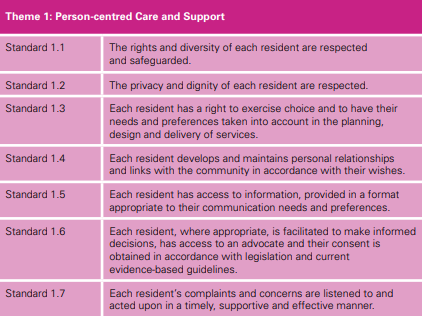 Theme 1: Person-centred Care and Support
Standard 1.1 The rights and diversity of each resident are respected
and safeguarded.
Standard 1.2 The privacy and dignity of each resident are respected.
Standard 1.3 Each resident has a right to exercise choice and to have their
needs and preferences taken into account in the planning,
design and delivery of services.
Standard 1.4 Each resident develops and maintains personal relationships
and links with the community in accordance with their wishes.
Standard 1.5 Each resident has access to information, provided in a format
appropriate to their communication needs and preferences.
Standard 1.6 Each resident, where appropriate, is facilitated to make informed
decisions, has access to an advocate and their consent is
obtained in accordance with legislation and current
evidence-based guidelines.
Standard 1.7 Each resident's complaints and concerns are listened to and
acted upon in a timely, supportive and effective manner.